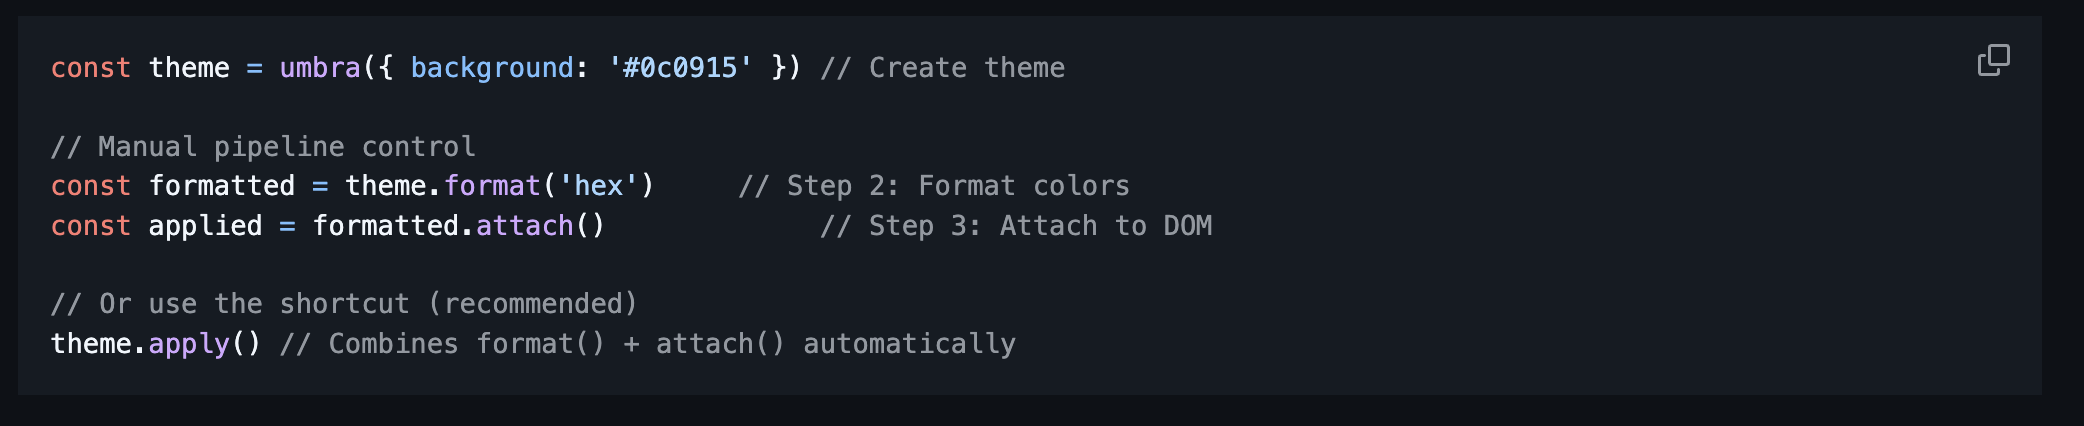 const theme = umbra({ background: '#0c0915' }) // Create theme
// Manual pipeline control
const formatted = theme.format('hex')     // Step 2: Format colors
const applied = formatted.attach()             // Step 3: Attach to DOM
// Or use the shortcut (recommended)
theme.apply() // Combines format() + attach() automatically